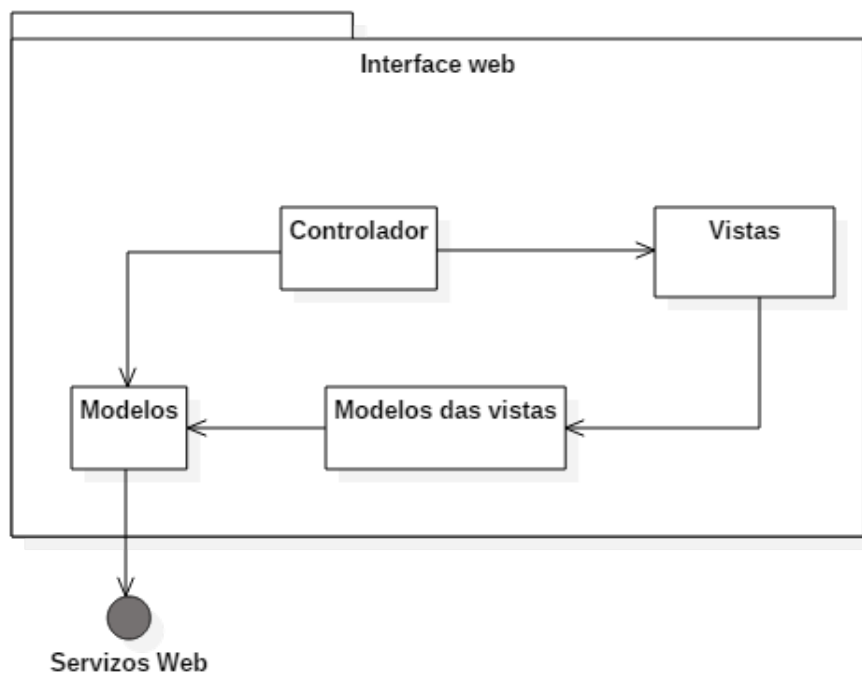 Interface web
Controlador
Vistas
Modelos
Modelos das vistas
Servizos Web